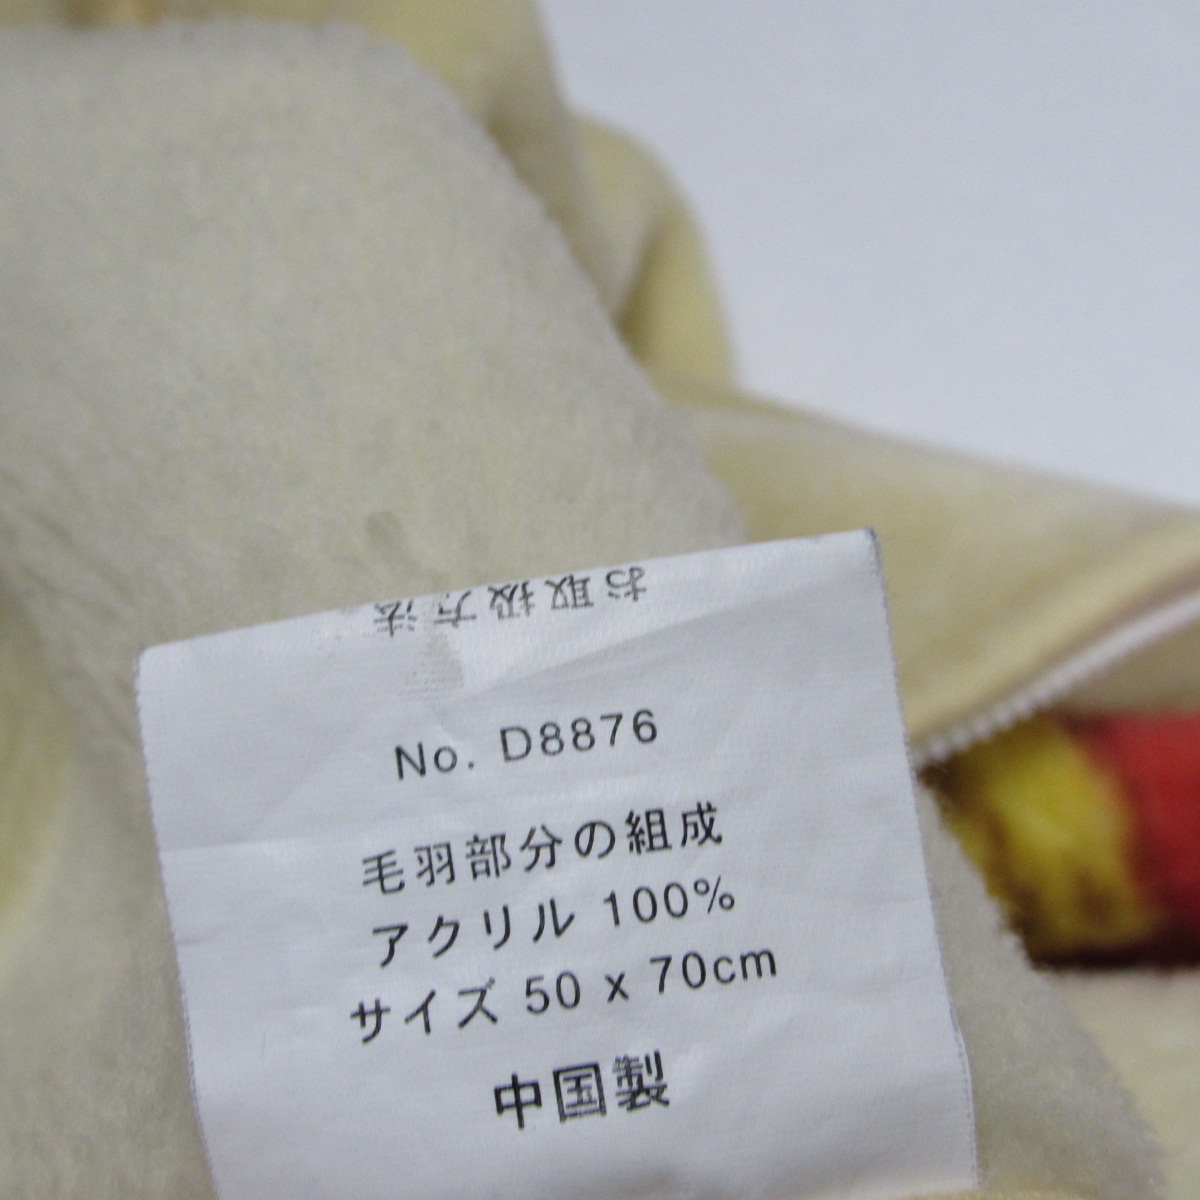 お取扱方法
No. D8876
毛羽部分の組成
アクリル 100%
サイズ 50 x 70cm
中国製